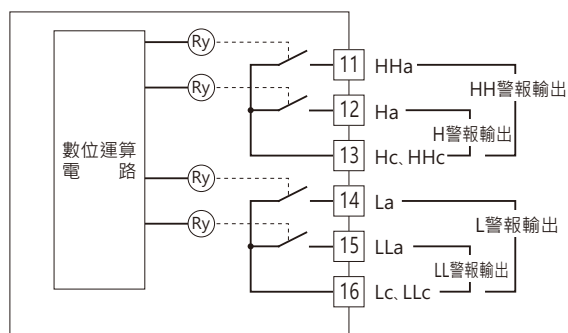 Ry
11 HHa
HH警報輸出
Ry
12 Ha
H警報輸出
數位運算
電 路
13 Hc、HHc
Ry
14 La
L警報輸出
Ry
15 LLa
LL警報輸出
16 Lc、LLc